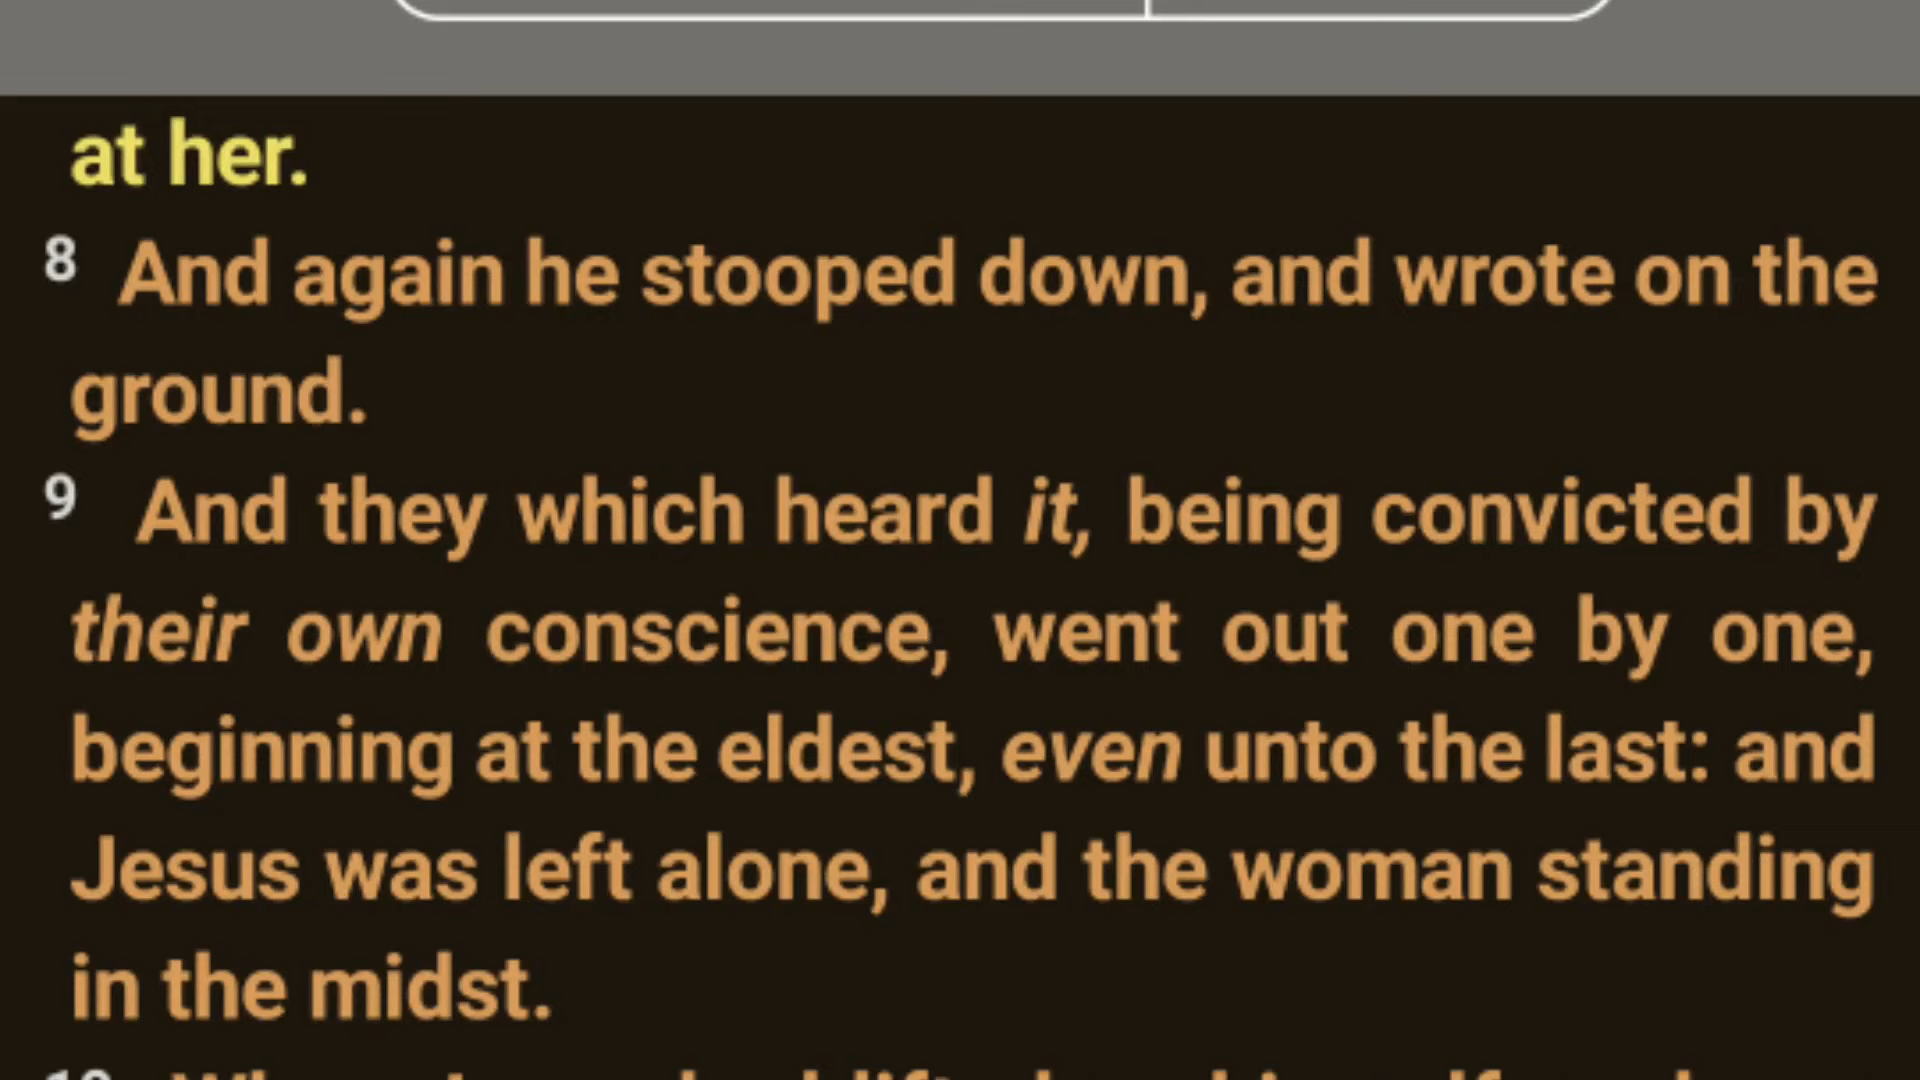 at her.
8 And again he stooped down, and wrote on the
ground.
9 And they which heard it, being convicted by
their own conscience, went out one by one,
beginning at the eldest, even unto the last: and
Jesus was left alone, and the woman standing
in the midst.